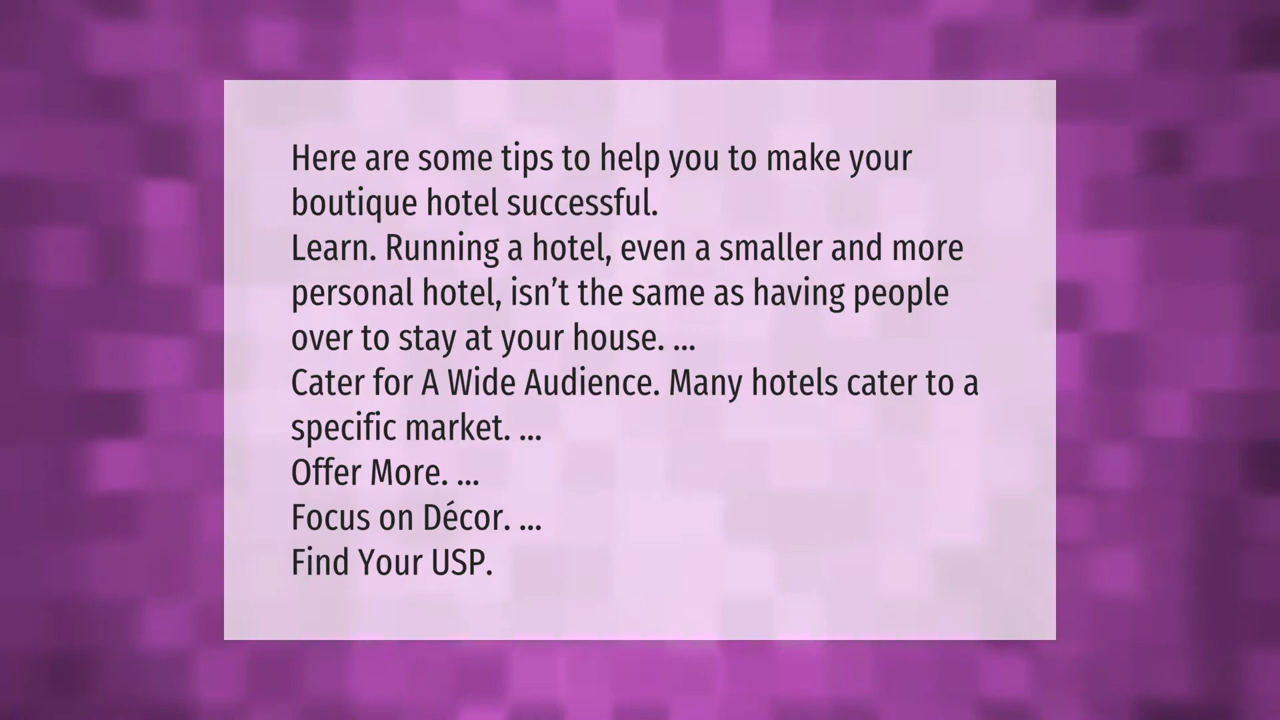 Here are some tips to help you to make your
boutique hotel successful.
Learn. Running a hotel, even a smaller and more
personal hotel, isn’t the same as having people
over to stay at your house. ...
Cater for A Wide Audience. Many hotels cater to a
specific market. ...
Offer More. ...
Focus on Décor. ...
Find Your USP.